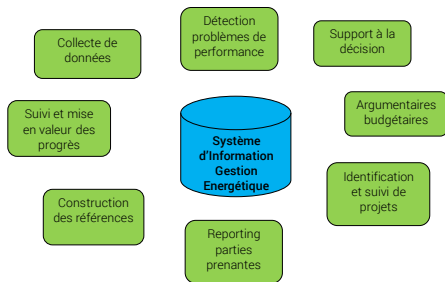 Détection
problèmes de
performance
Collecte de
données
Support à la
décision
Suivi et mise
en valeur des
progrès
Système
d'Information
Gestion
Energétique
Argumentaires
budgétaires
Construction
des références
Identification
et suivi de
projets
Reporting
parties
prenantes